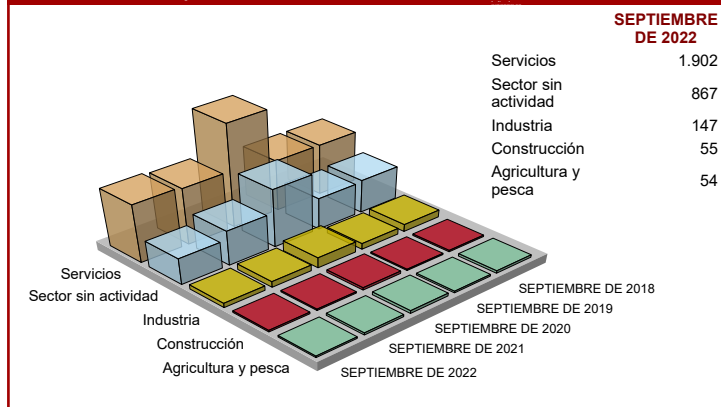 SEPTIEMBRE
DE 2022
Servicios 1.902
Sector sin
actividad 867
Industria 147
Construcción 55
Agricultura y
pesca 54
Servicios
Sector sin actividad
Industria
Construcción
Agricultura y pesca
SEPTIEMBRE DE 2018
SEPTIEMBRE DE 2019
SEPTIEMBRE DE 2020
SEPTIEMBRE DE 2021
SEPTIEMBRE DE 2022